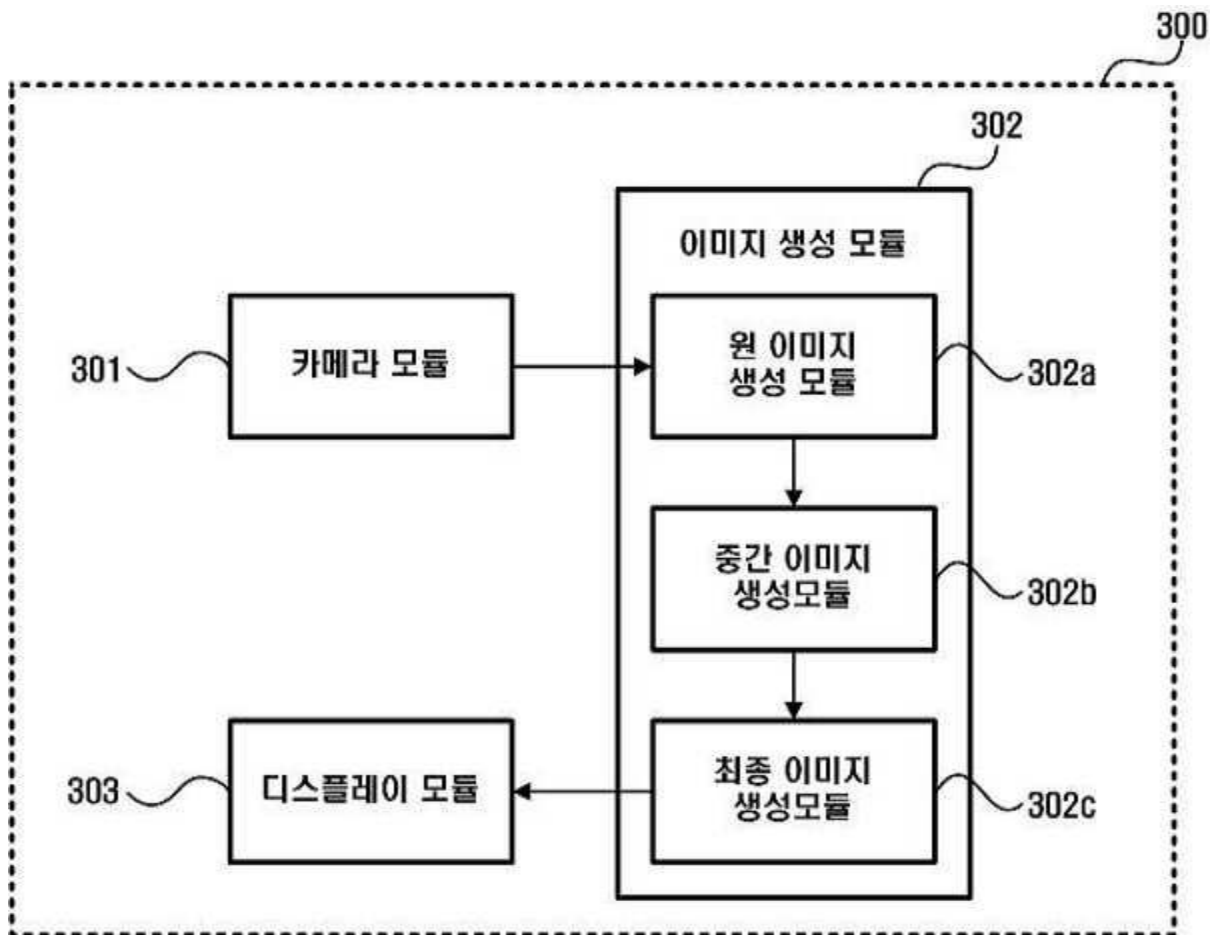 300
302
이미지 생성 모듈
301
카메라 모듈
원 이미지
생성 모듈
302a
중간 이미지
생성모듈
302b
303
디스플레이 모듈
최종 이미지
생성모듈
302c